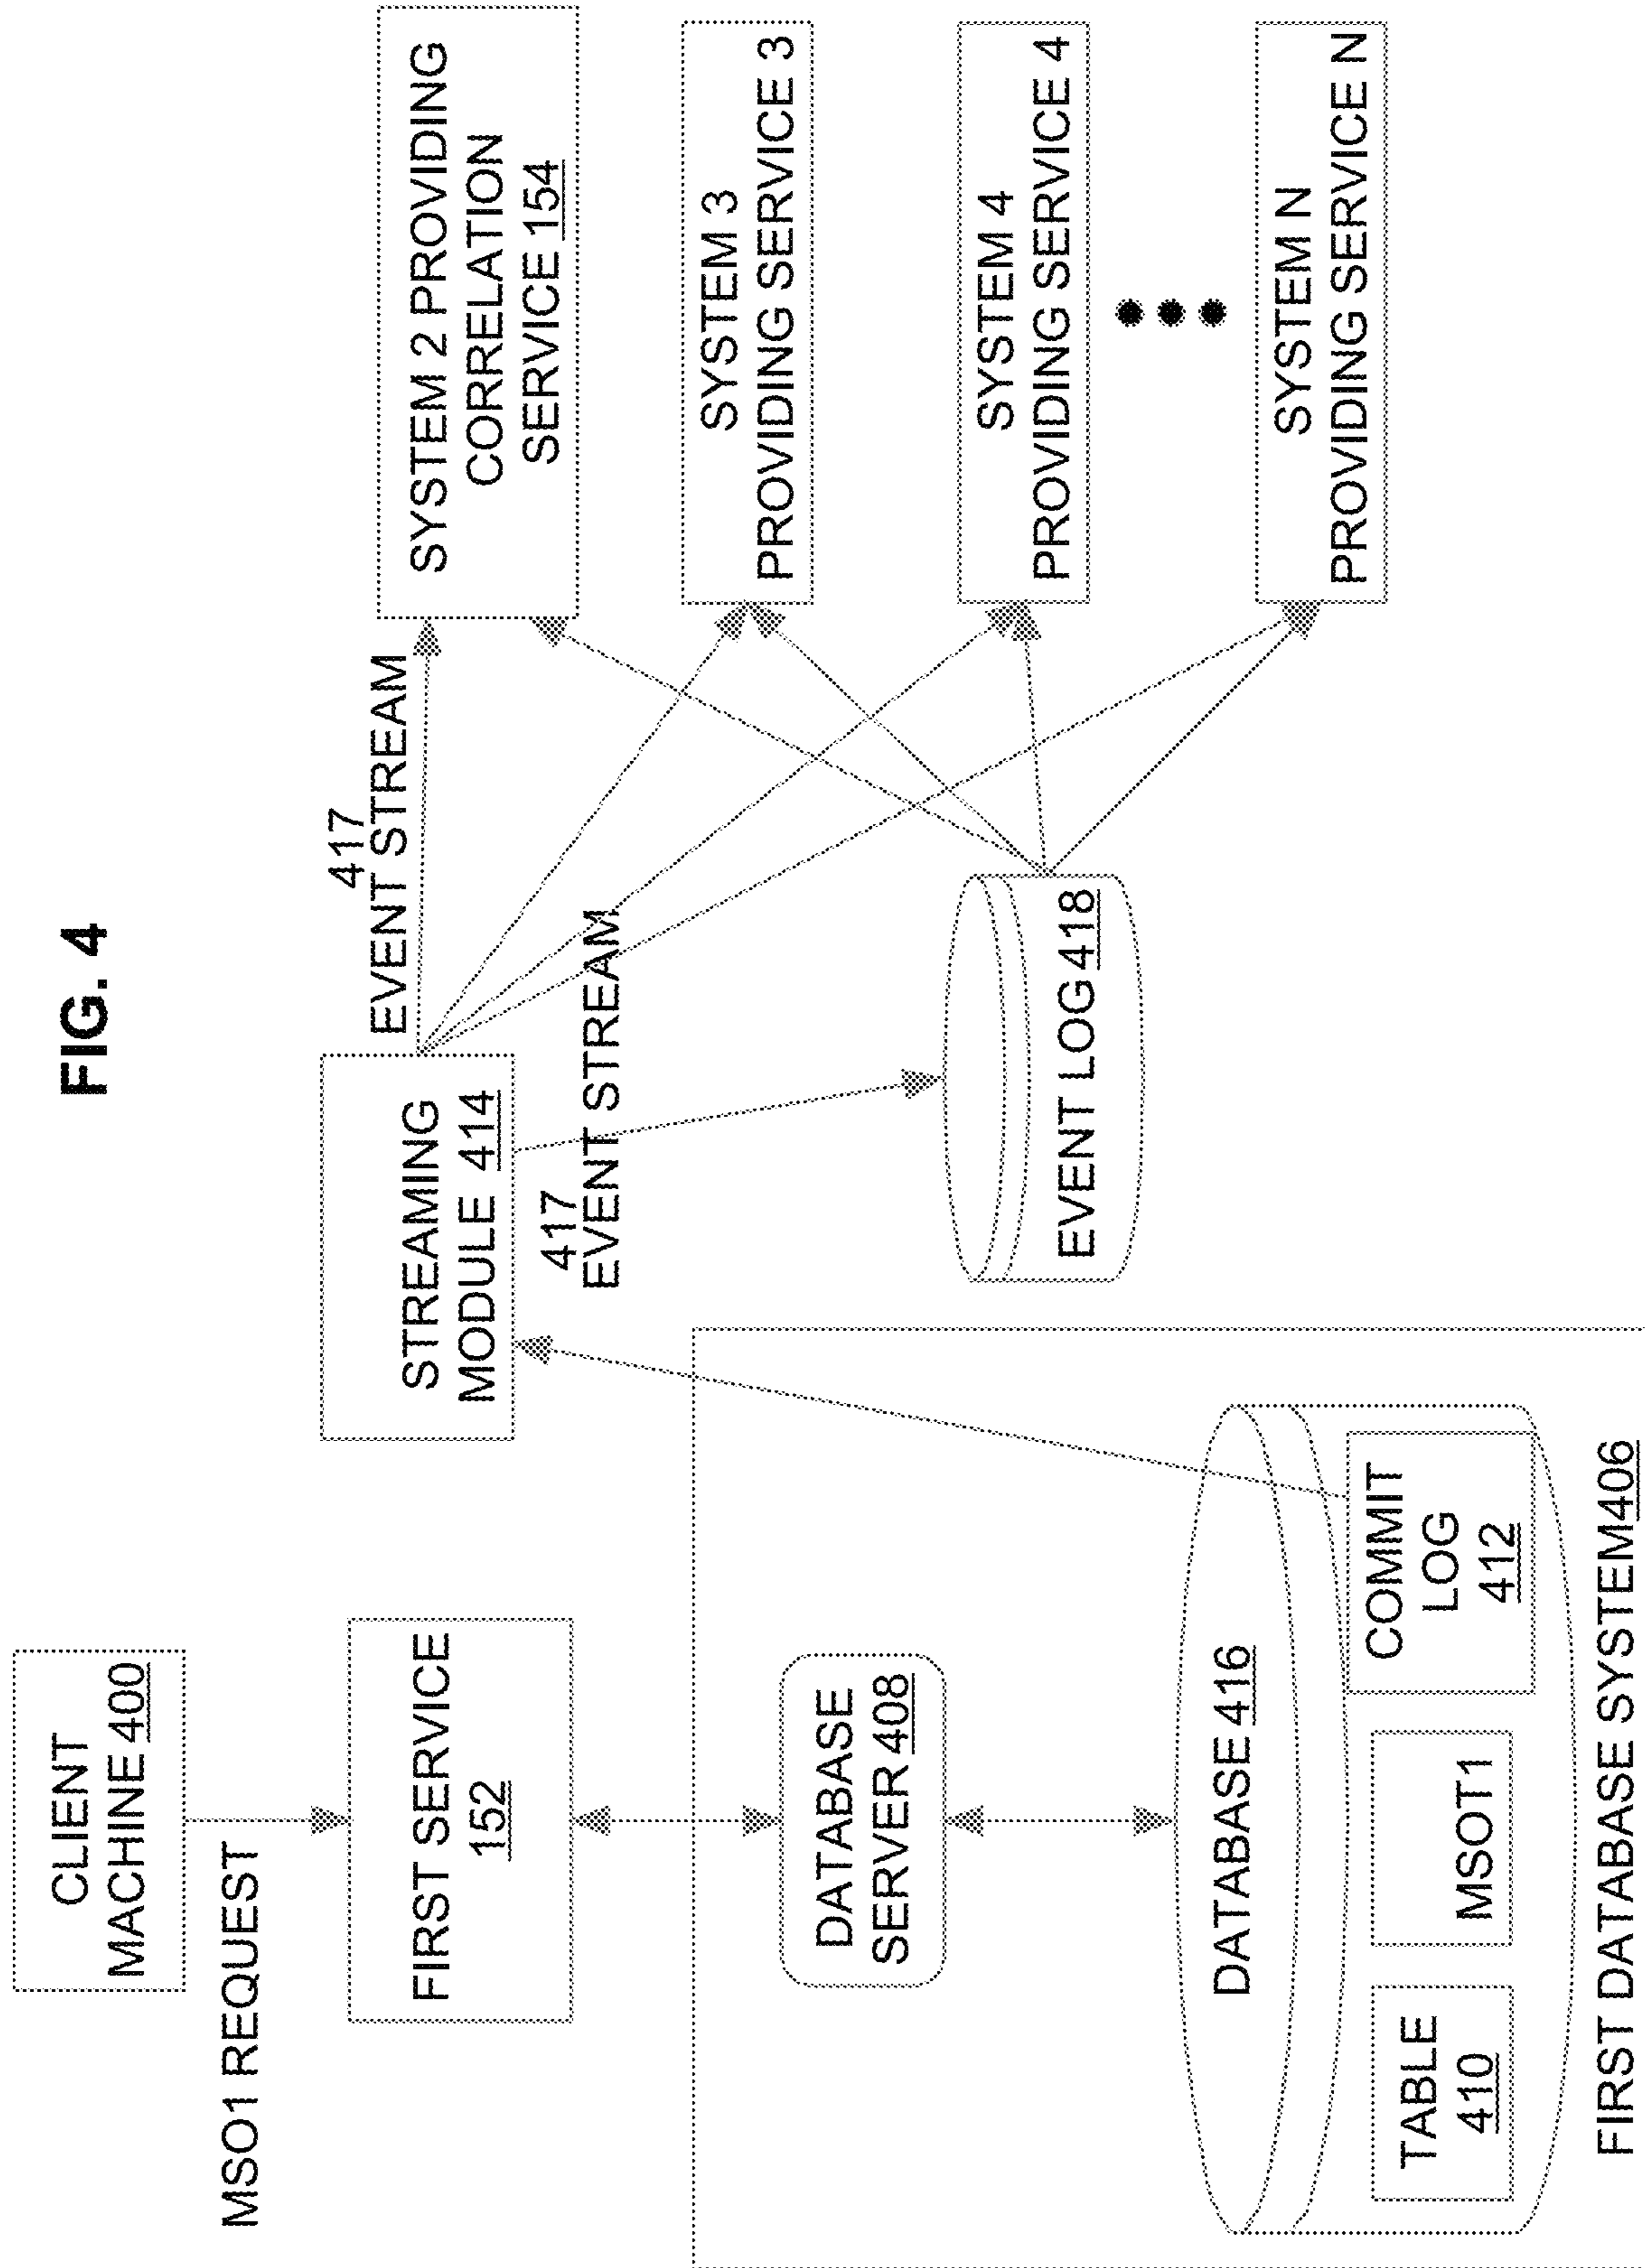 FIG. 4
CLIENT
MACHINE 400
MSO1 REQUEST
FIRST SERVICE
152
DATABASE
SERVER 408
DATABASE 416
TABLE
410
MSOT1
COMMIT
LOG
412
FIRST DATABASE SYSTEM406
STREAMING
MODULE 414
417
EVENT STREAM
417
EVENT STREAM
EVENT LOG 418
SYSTEM 2 PROVIDING
CORRELATION
SERVICE 154
SYSTEM 3
PROVIDING SERVICE 3
SYSTEM 4
PROVIDING SERVICE 4
SYSTEM N
PROVIDING SERVICE N